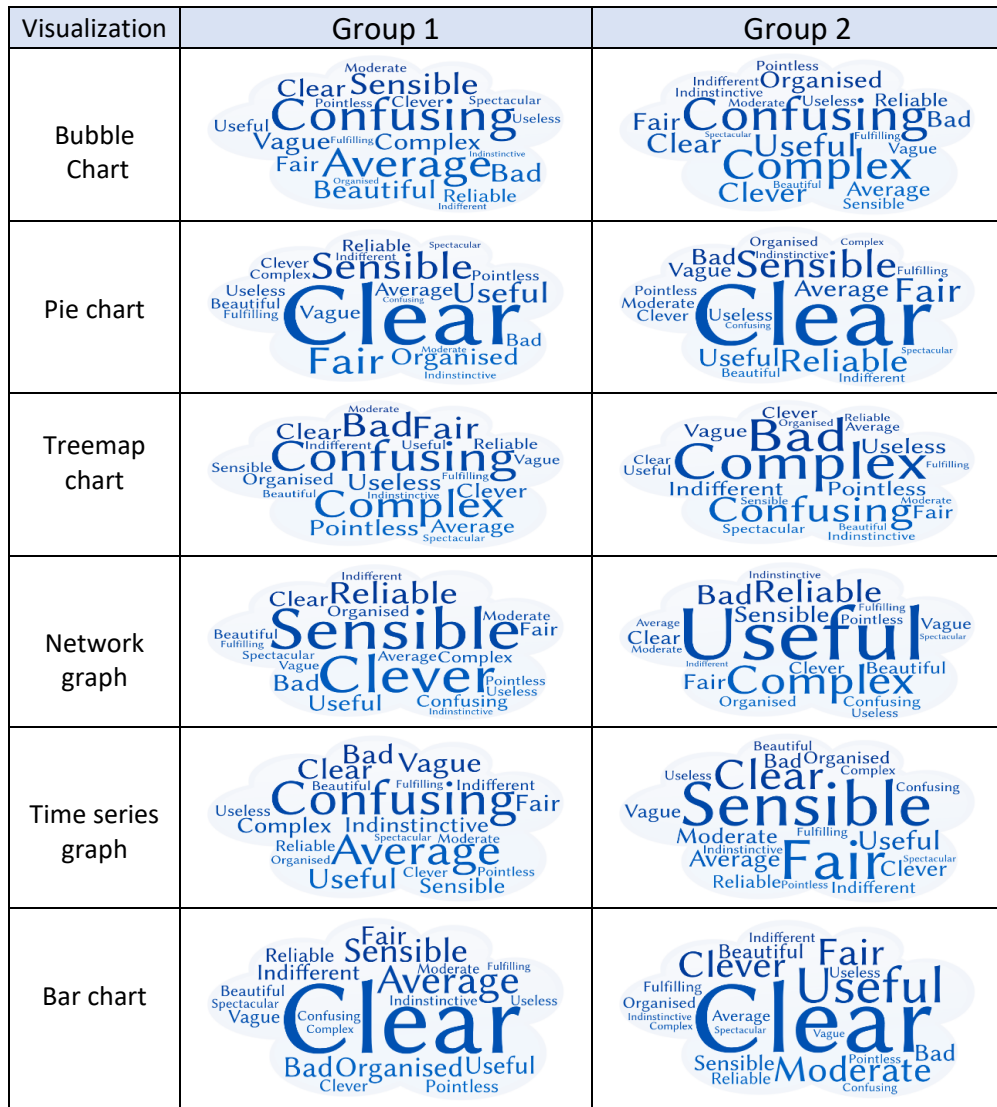 Visualization Group 1 Group 2
Bubble
Chart
Moderate
Clear Sensible
Pointless Clever Spectacular
Confusing
Useful Useless
Vague Fulfilling Complex
Indinstinctive
Fair Average Bad
Organised
Beautiful Reliable
Indifferent
Pointless
Indifferent Organised
Indinstinctive
Moderate Useless Reliable
Fair Confusing Bad
Spectacular Fulfilling
Clear Useful Vague
Complex
Beautiful
Clever Average
Sensible
Pie chart
Reliable Spectacular
Indifferent
Clever Sensible
Complex Pointless
Useless Average Useful
Beautiful Confusing
Fulfilling Clear
Vague
Bad
Moderate
Fair Organised
Indinstinctive
Organised Complex
Bad Indinstinctive
Vague Sensible Fulfilling
Pointless Average Fair
Moderate
Clever Useless Clear
Confusing
Useful Reliable Spectacular
Beautiful Indifferent
Treemap
chart
Moderate
Clear Bad Fair
Indifferent Useful Reliable
Confusing Vague
Sensible
Organised Useless Fulfilling
Beautiful Indinstinctive Clever
Complex
Pointless Average
Spectacular
Clever Reliable
Organised Average
Vague Bad Useless
Clear Complex Fulfilling
Useful
Indifferent Pointless
Sensible Moderate
Confusing Fair
Spectacular Beautiful
Indinstinctive
Network
graph
Indifferent
Clear Reliable
Organised Moderate
Sensible Fair
Beautiful
Fulfilling
Spectacular Average Complex
Vague
Bad Clever Pointless
Useless
Useful Confusing
Indinstinctive
Indinstinctive
Bad Reliable
Sensible Fulfilling
Pointless Vague
Average Useful
Clear Spectacular
Moderate
Indifferent Clever Beautiful
Fair Complex
Organised Confusing
Useless
Time series
graph
Bad Vague
Clear
Beautiful Fulfilling Indifferent
Useless Confusing Fair
Complex Indinstinctive
Spectacular Moderate
Reliable Average
Organised
Clever Pointless
Useful Sensible
Beautiful
Bad Organised
Useless Clear Complex
Confusing
Vague Sensible
Moderate Fulfilling Useful
Indinstinctive
Average Fair Spectacular
Clever
Reliable Pointless Indifferent
Bar chart
Fair
Reliable Sensible
Indifferent Moderate Fulfilling
Average
Beautiful Indinstinctive Useless
Spectacular
Vague Confusing Clear
Complex
Bad Organised Useful
Clever Pointless
Indifferent
Beautiful Fair
Clever Useless
Fulfilling Useful
Organised
Indinstinctive Average Clear
Complex Spectacular
Vague
Sensible Pointless Bad
Reliable Moderate
Confusing